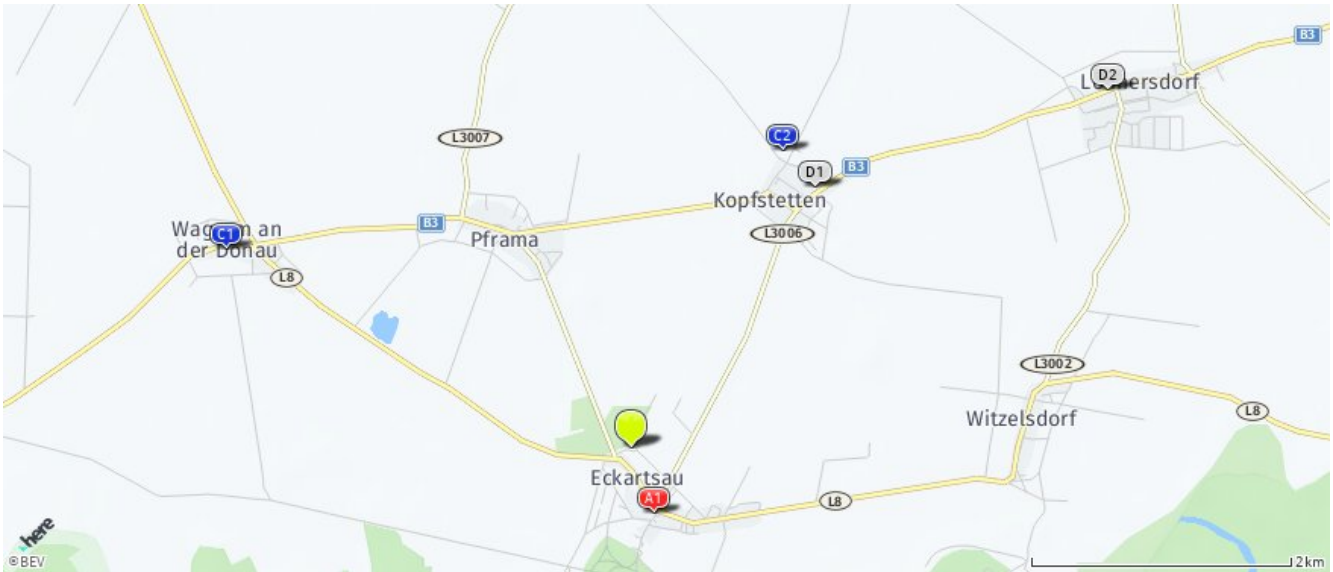 B3
D2
L3007
C2
D1
B3
Kopfstetten
C1
B3
der Donau
Pframa
L3006
L8
L3002
Witzelsdorf
L8
Eckartsau
A1
L8
here
©BEV
2km